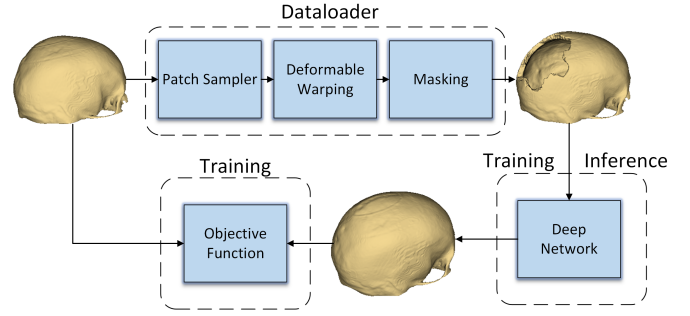 Dataloader
Patch Sampler
Deformable
Warping
Masking
Training
Training
Inference
Objective
Function
Deep
Network